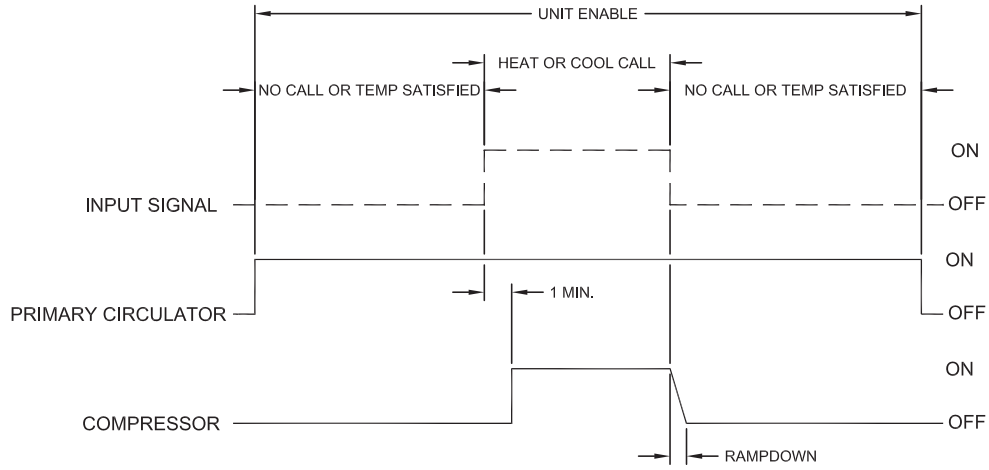 UNIT ENABLE
HEAT OR COOL CALL
NO CALL OR TEMP SATISFIED
NO CALL OR TEMP SATISFIED
ON
INPUT SIGNAL
OFF
ON
1 MIN.
PRIMARY CIRCULATOR
OFF
ON
COMPRESSOR
OFF
RAMPDOWN